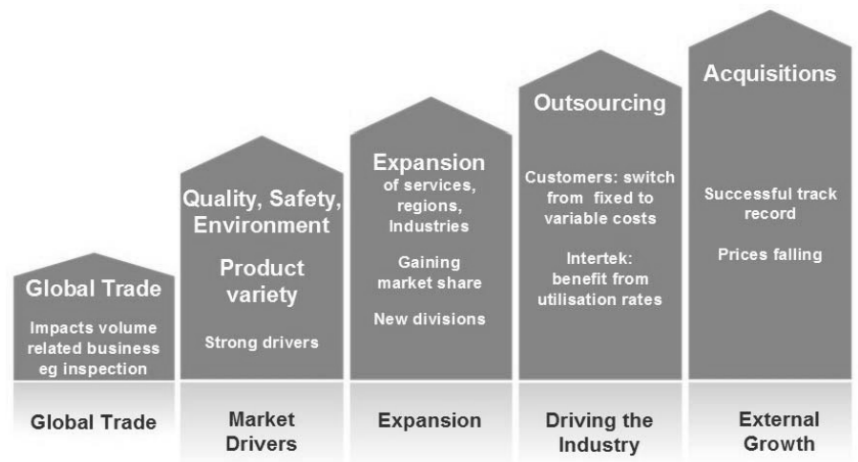 Global Trade
Impacts volume
related business
eg inspection
Global Trade
Quality, Safety,
Environment
Product
variety
Strong drivers
Market
Drivers
Expansion
of services,
regions,
Industries
Gaining
market share
New divisions
Expansion
Outsourcing
Customers: switch
from fixed to
variable costs
Intertek:
benefit from
utilisation rates
Driving the
Industry
Acquisitions
Successful track
record
Prices falling
External
Growth